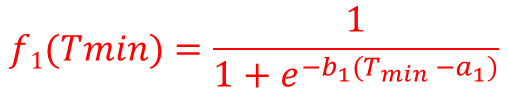 f₁(Tmin) = 1 / (1 + e^(−b₁(T_min −a₁)))